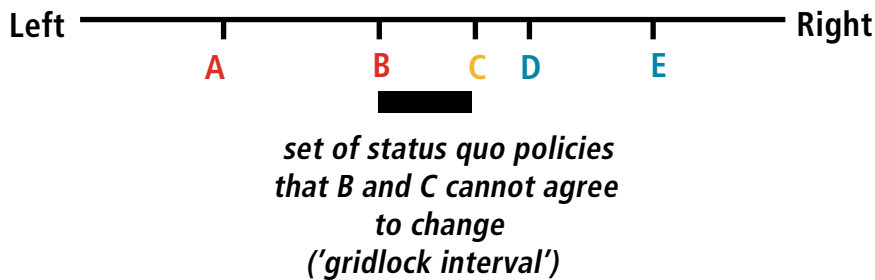 Left Right
A B C D E
set of status quo policies
that B and C cannot agree
to change
('gridlock interval')